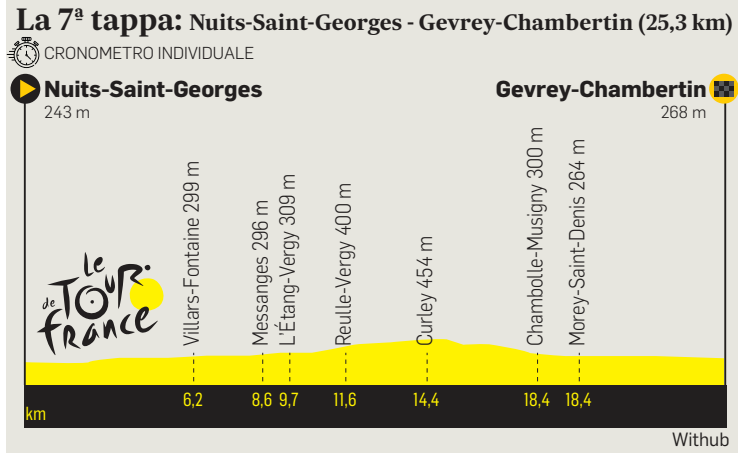 La 7ª tappa: Nuits-Saint-Georges - Gevrey-Chambertin (25,3 km)
CRONOMETRO INDIVIDUALE
Nuits-Saint-Georges
243 m
Gevrey-Chambertin
268 m
Villars-Fontaine 299 m
Messanges 296 m
L'Étang-Vergy 309 m
Reulle-Vergy 400 m
Curley 454 m
Chambolle-Musigny 300 m
Morey-Saint-Denis 264 m
Le
TOUR
de
FRANCE
km
6,2
8,6
9,7
11,6
14,4
18,4
18,4
Withub